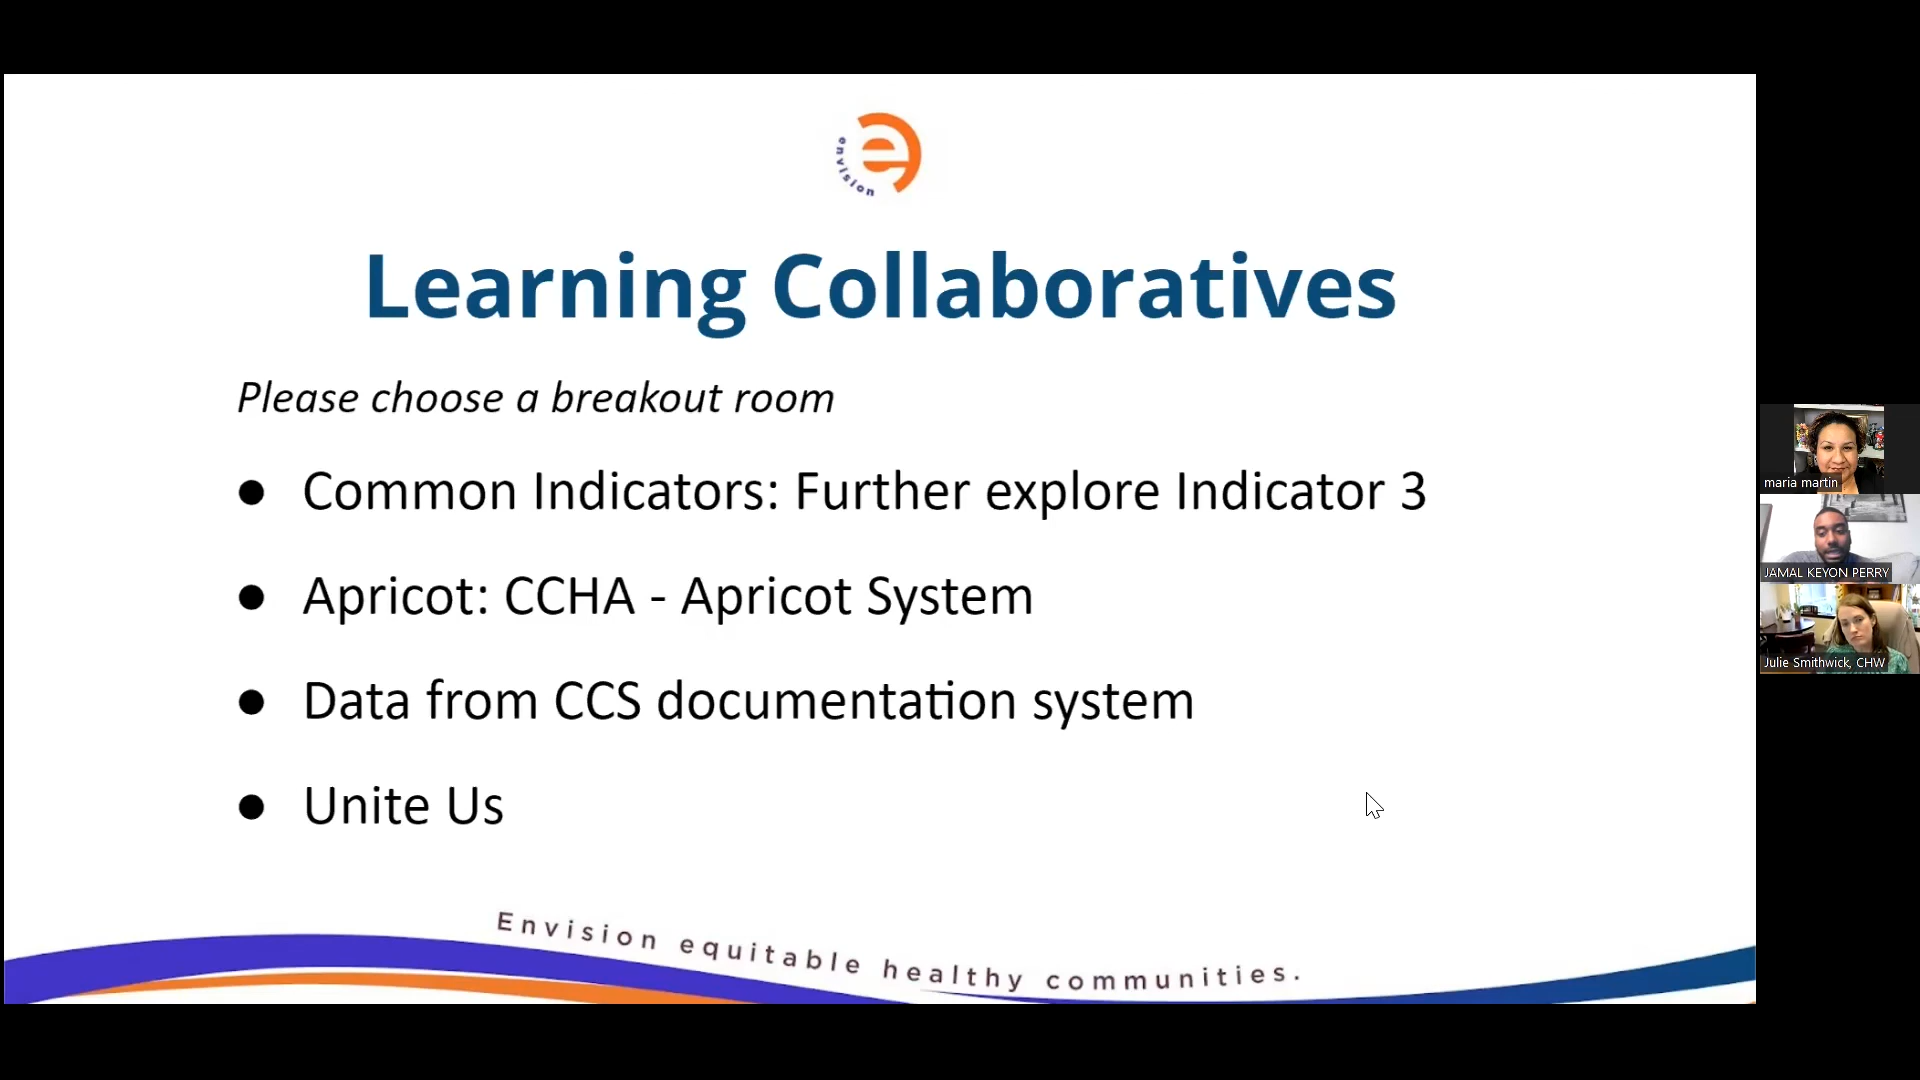 envision
Learning Collaboratives
Please choose a breakout room
● Common Indicators: Further explore Indicator 3
● Apricot: CCHA - Apricot System
● Data from CCS documentation system
● Unite Us
Envision equitable healthy communities.
maria martin
JAMAL KEYON PERRY
Julie Smithwick, CHW